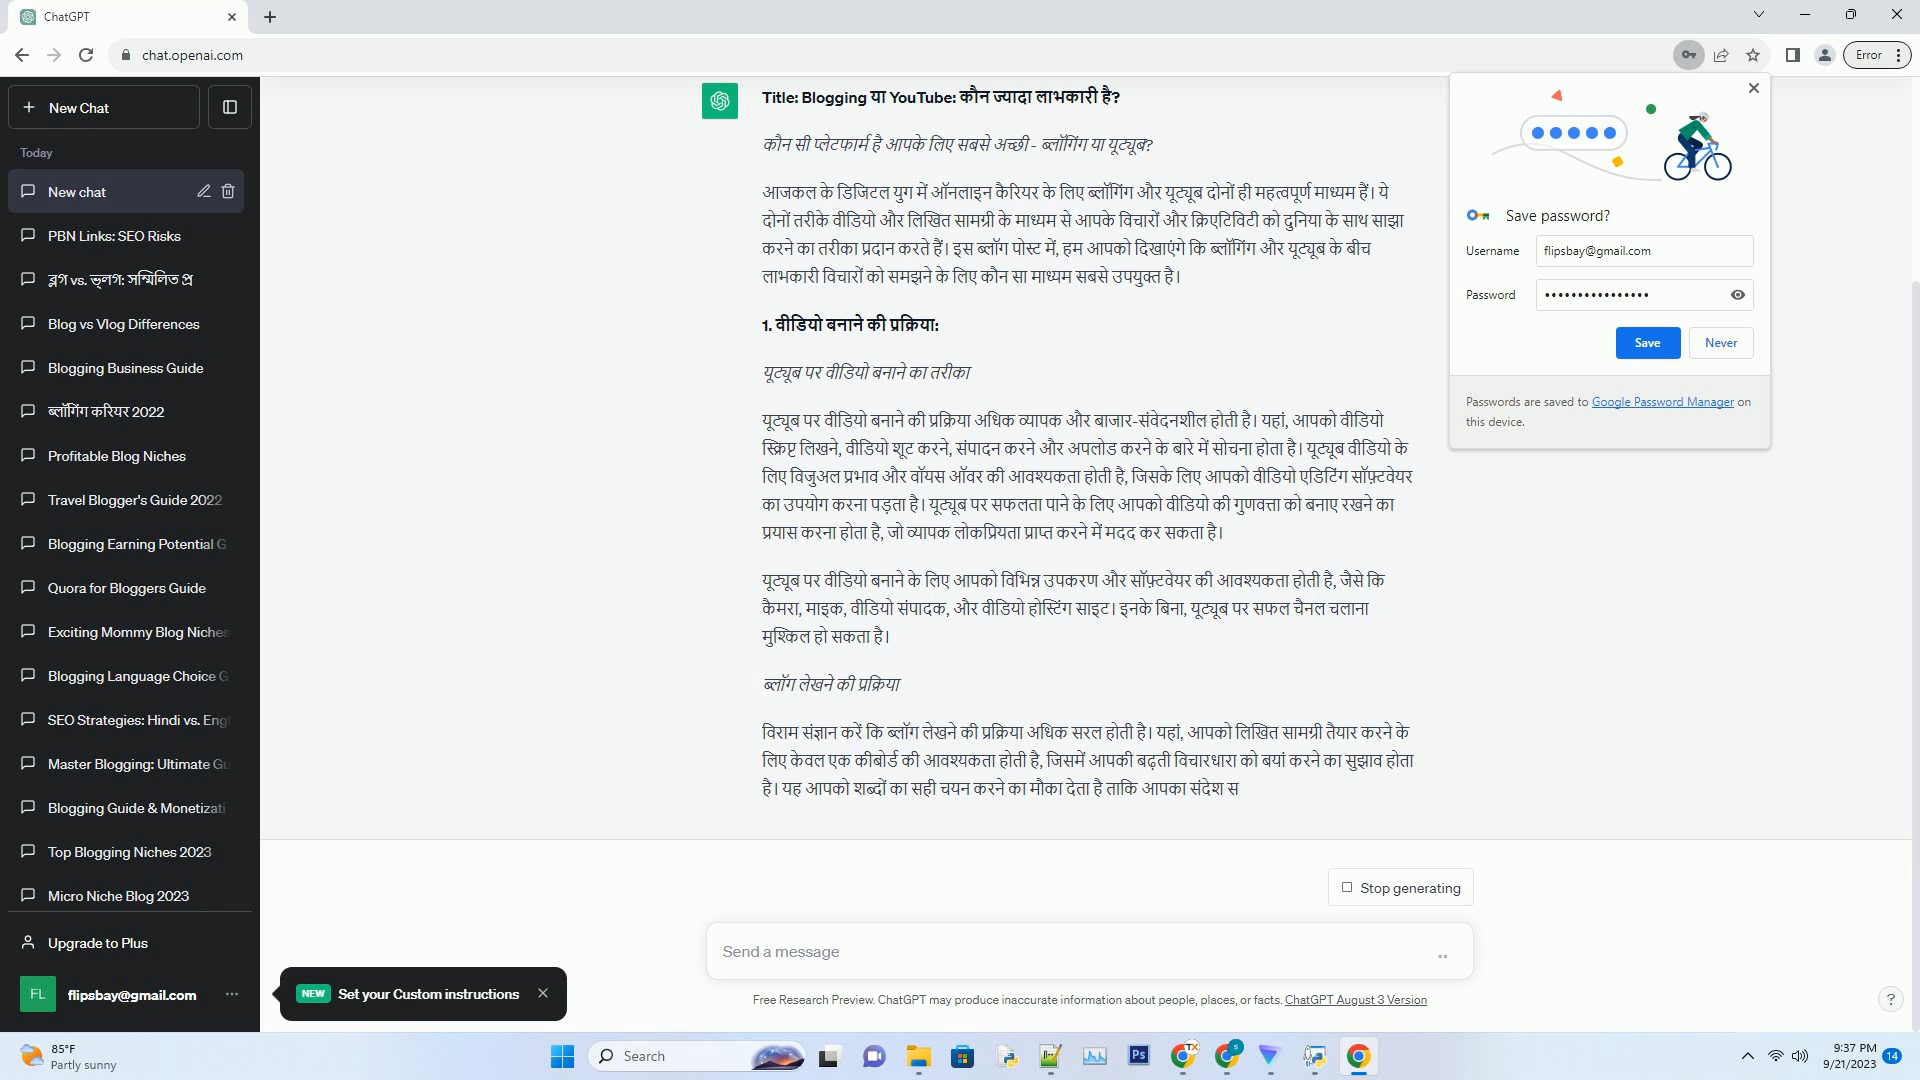 ChatGPT
chat.openai.com
Error
New Chat
Today
New chat
PBN Links: SEO Risks
ব্লগ vs. ভ্লগ: সম্মিলিত প্র
Blog vs Vlog Differences
Blogging Business Guide
ब्लॉगिंग करियर 2022
Profitable Blog Niches
Travel Blogger's Guide 2022
Blogging Earning Potential G
Quora for Bloggers Guide
Exciting Mommy Blog Niches
Blogging Language Choice G
SEO Strategies: Hindi vs. Eng
Master Blogging: Ultimate Gu
Blogging Guide & Monetizati
Top Blogging Niches 2023
Micro Niche Blog 2023
Upgrade to Plus
FL
flipsbay@gmail.com
Title: Blogging या YouTube: कौन ज्यादा लाभकारी है?
कौन सी प्लेटफार्म है आपके लिए सबसे अच्छी - ब्लॉगिंग या यूट्यूब?
आजकल के डिजिटल युग में ऑनलाइन कैरियर के लिए ब्लॉगिंग और यूट्यूब दोनों ही महत्वपूर्ण माध्यम हैं। ये
दोनों तरीके वीडियो और लिखित सामग्री के माध्यम से आपके विचारों और क्रिएटिविटी को दुनिया के साथ साझा
करने का तरीका प्रदान करते हैं। इस ब्लॉग पोस्ट में, हम आपको दिखाएंगे कि ब्लॉगिंग और यूट्यूब के बीच
लाभकारी विचारों को समझने के लिए कौन सा माध्यम सबसे उपयुक्त है।
1. वीडियो बनाने की प्रक्रिया:
यूट्यूब पर वीडियो बनाने का तरीका
यूट्यूब पर वीडियो बनाने की प्रक्रिया अधिक व्यापक और बाजार-संवेदनशील होती है। यहां, आपको वीडियो
स्क्रिप्ट लिखने, वीडियो शूट करने, संपादन करने और अपलोड करने के बारे में सोचना होता है। यूट्यूब वीडियो के
लिए विजुअल प्रभाव और वॉयस ऑवर की आवश्यकता होती है, जिसके लिए आपको वीडियो एडिटिंग सॉफ़्टवेयर
का उपयोग करना पड़ता है। यूट्यूब पर सफलता पाने के लिए आपको वीडियो की गुणवत्ता को बनाए रखने का
प्रयास करना होता है, जो व्यापक लोकप्रियता प्राप्त करने में मदद कर सकता है।
यूट्यूब पर वीडियो बनाने के लिए आपको विभिन्न उपकरण और सॉफ़्टवेयर की आवश्यकता होती है, जैसे कि
कैमरा, माइक, वीडियो संपादक, और वीडियो होस्टिंग साइट। इनके बिना, यूट्यूब पर सफल चैनल चलाना
मुश्किल हो सकता है।
ब्लॉग लेखने की प्रक्रिया
विराम संज्ञान करें कि ब्लॉग लेखने की प्रक्रिया अधिक सरल होती है। यहां, आपको लिखित सामग्री तैयार करने के
लिए केवल एक कीबोर्ड की आवश्यकता होती है, जिसमें आपकी बढ़ती विचारधारा को बयां करने का सुझाव होता
है। यह आपको शब्दों का सही चयन करने का मौका देता है ताकि आपका संदेश स
Stop generating
Send a message
Free Research Preview. ChatGPT may produce inaccurate information about people, places, or facts. ChatGPT August 3 Version
NEW Set your Custom instructions
?
Save password?
Username flipsbay@gmail.com
Password ••••••••••••••••
Save Never
Passwords are saved to Google Password Manager on
this device.
85°F
Partly sunny
Search
Ps
TX
S
9:37 PM
9/21/2023
14